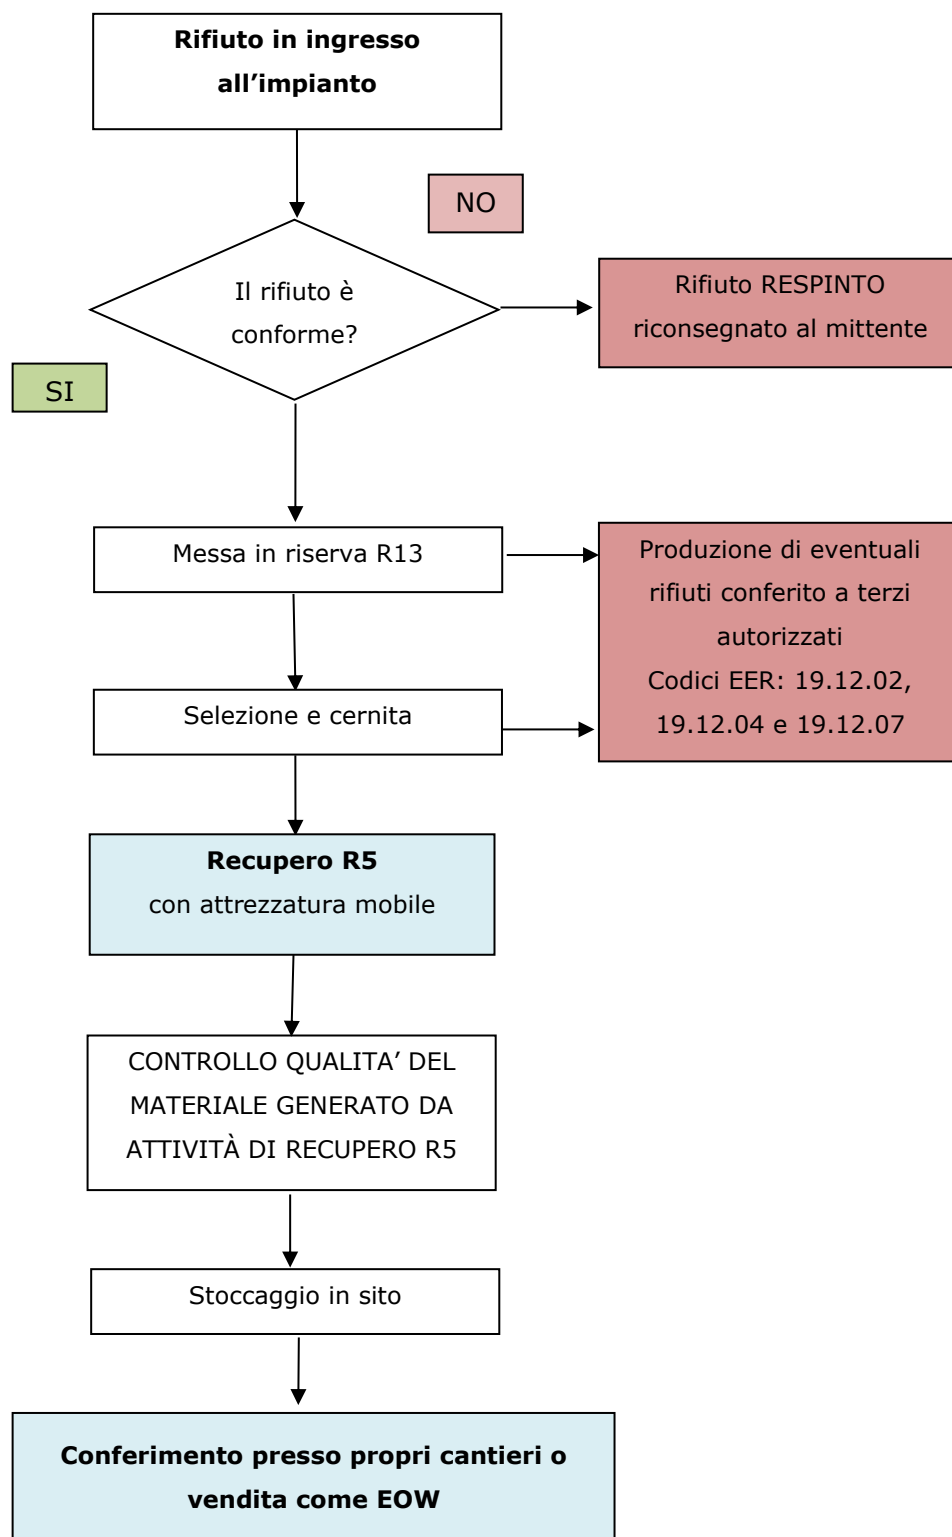 Rifiuto in ingresso
all’impianto
NO
Il rifiuto è
conforme?
Rifiuto RESPINTO
riconsegnato al mittente
SI
Messa in riserva R13
Produzione di eventuali
rifiuti conferito a terzi
autorizzati
Codici EER: 19.12.02,
19.12.04 e 19.12.07
Selezione e cernita
Recupero R5
con attrezzatura mobile
CONTROLLO QUALITA’ DEL
MATERIALE GENERATO DA
ATTIVITÀ DI RECUPERO R5
Stoccaggio in sito
Conferimento presso propri cantieri o
vendita come EOW